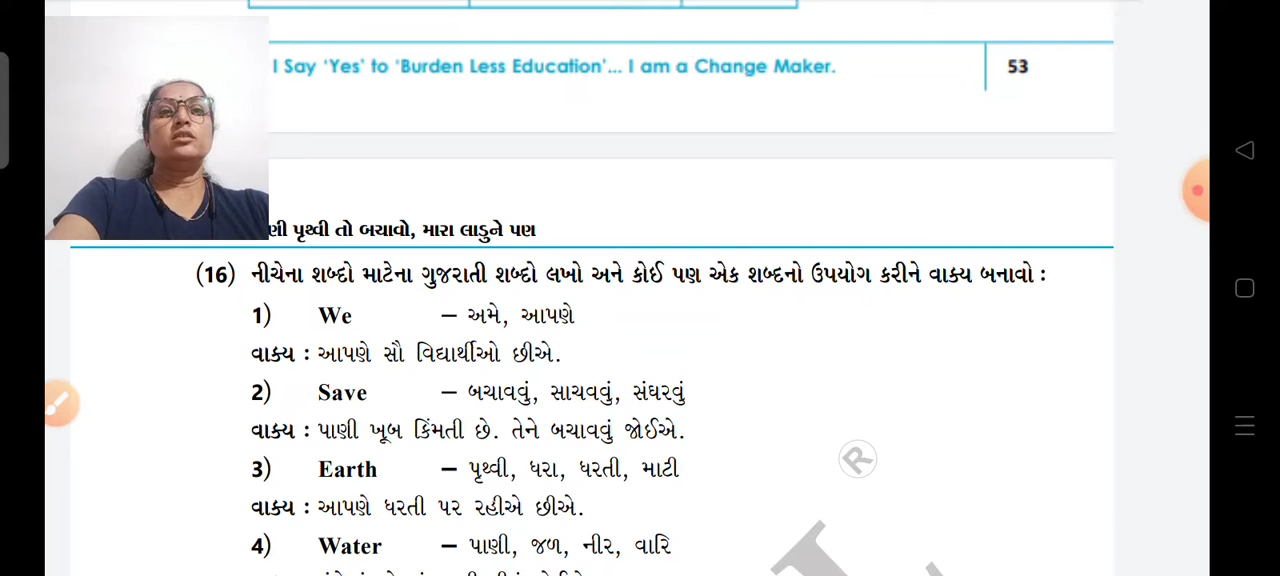 I Say ‘Yes’ to ‘Burden Less Education’... I am a Change Maker. 53
પૃથ્વી તો બચાવો, મારા લાડુને પણ
(16) નીચેના શબ્દો માટેના ગુજરાતી શબ્દો લખો અને કોઈ પણ એક શબ્દનો ઉપયોગ કરીને વાક્ય બનાવો :
1) We – અમે, આપણે
વાક્ય : આપણે સૌ વિદ્યાર્થીઓ છીએ.
2) Save – બચાવવું, સાચવવું, સંઘરવું
વાક્ય : પાણી ખૂબ કિંમતી છે. તેને બચાવવું જોઈએ.
3) Earth – પૃથ્વી, ધરા, ધરતી, માટી
વાક્ય : આપણે ધરતી પર રહીએ છીએ.
4) Water – પાણી, જળ, નીર, વારિ
®